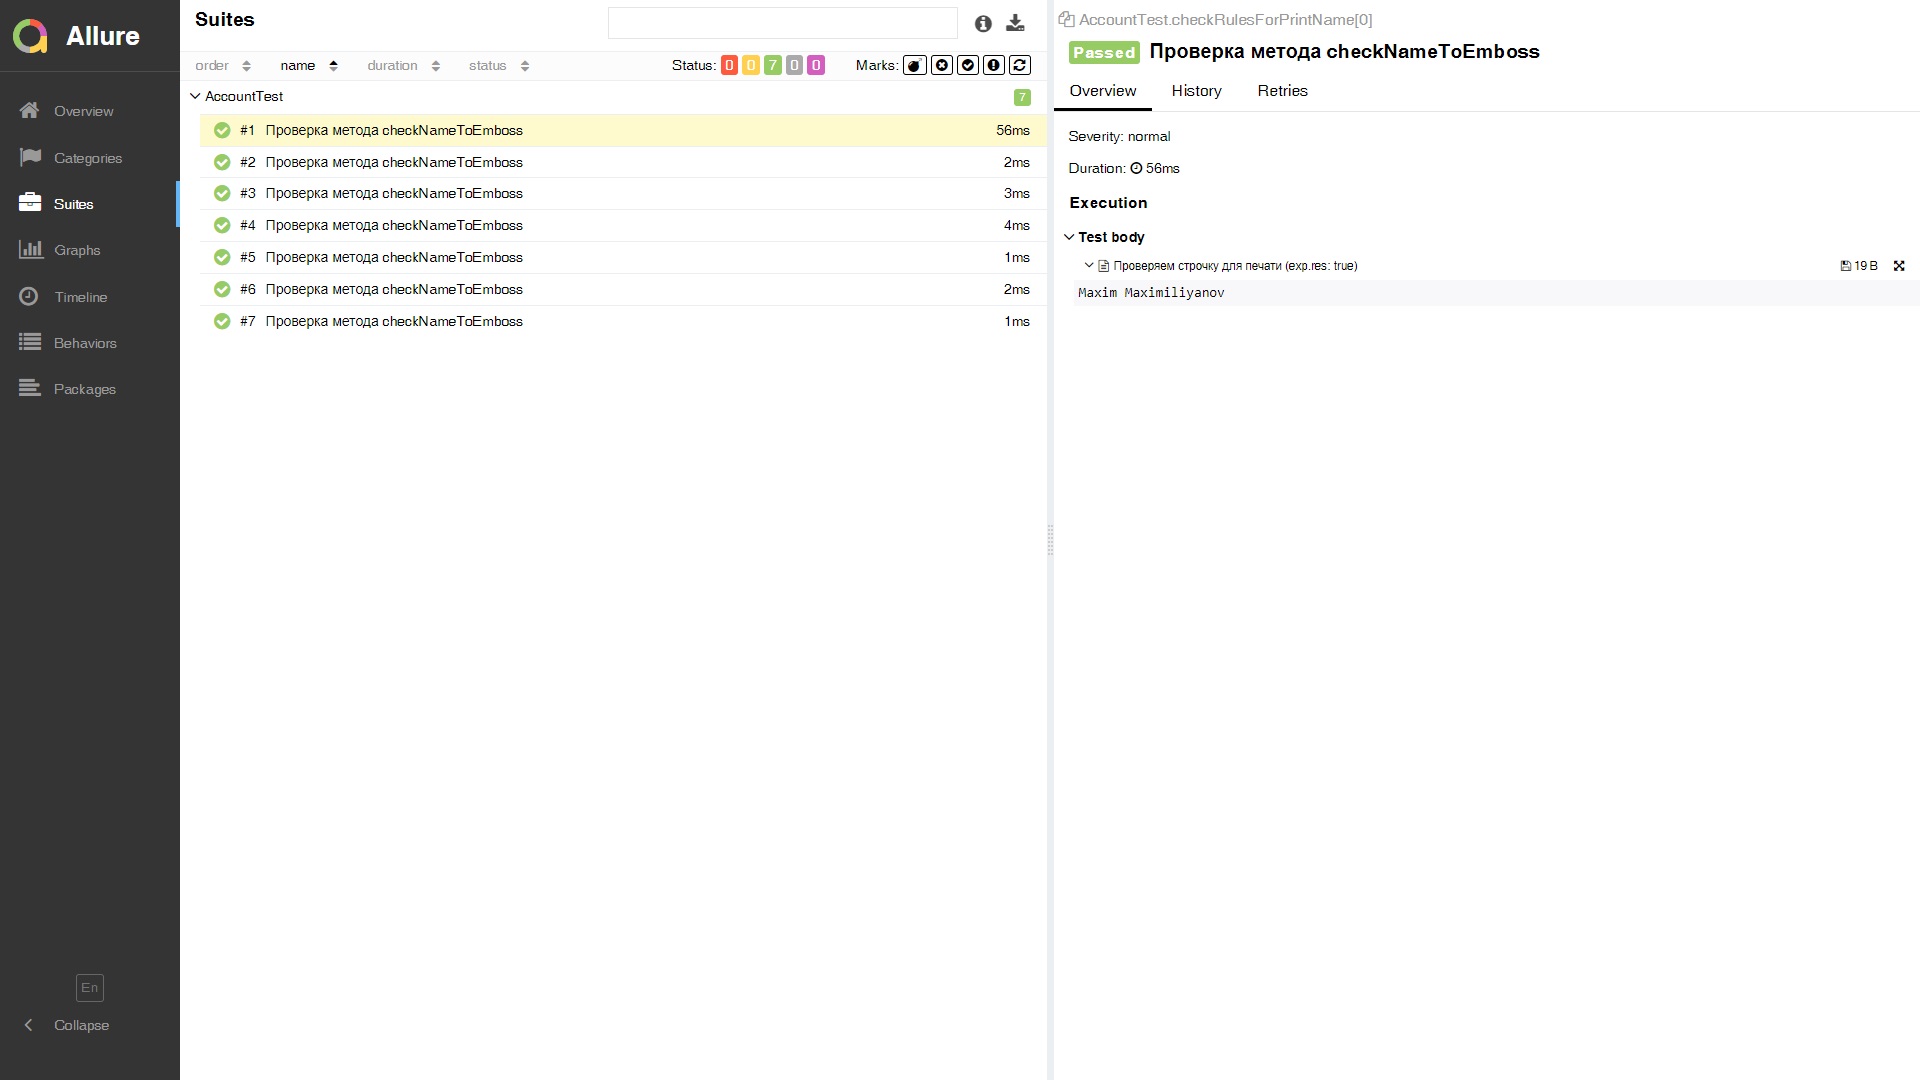 Allure
Overview
Categories
Suites
Graphs
Timeline
Behaviors
Packages
En
Collapse
Suites
order name duration status
Status: 0 0 7 0 0 Marks:
AccountTest 7
#1 Проверка метода checkNameToEmboss 56ms
#2 Проверка метода checkNameToEmboss 2ms
#3 Проверка метода checkNameToEmboss 3ms
#4 Проверка метода checkNameToEmboss 4ms
#5 Проверка метода checkNameToEmboss 1ms
#6 Проверка метода checkNameToEmboss 2ms
#7 Проверка метода checkNameToEmboss 1ms
AccountTest.checkRulesForPrintName[0]
Passed Проверка метода checkNameToEmboss
Overview History Retries
Severity: normal
Duration: 56ms
Execution
Test body
Проверяем строчку для печати (exp.res: true) 19 B
Maxim Maximiliyanov